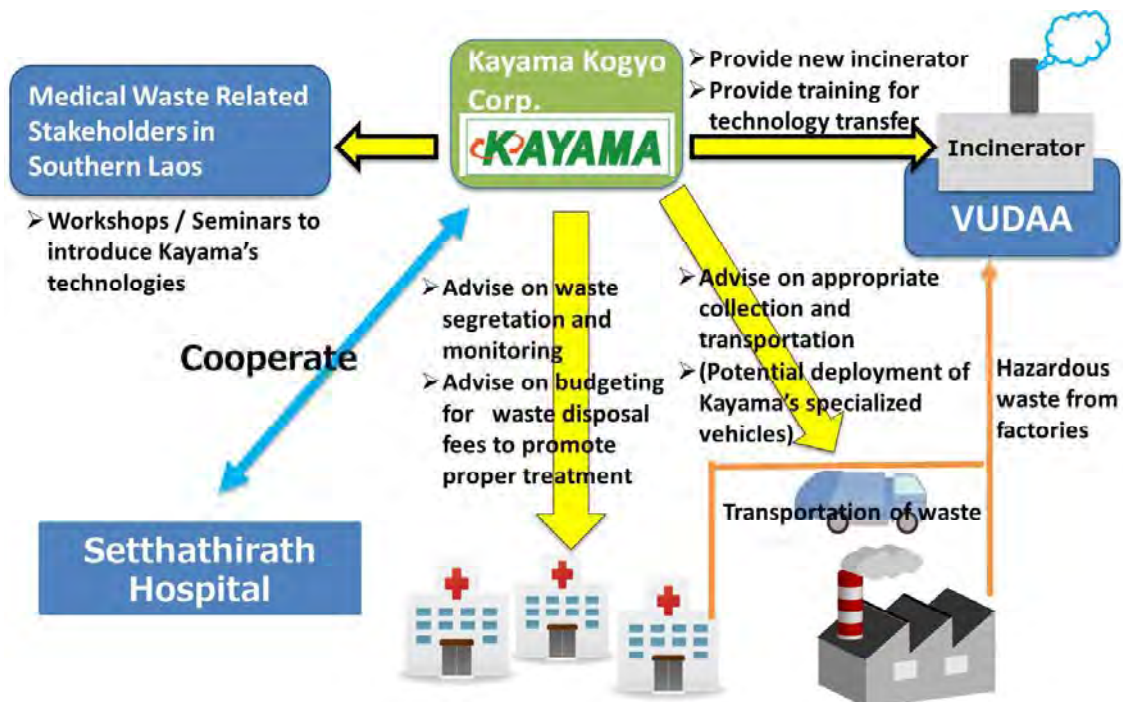 Kayama Kogyo
Corp.
KAYAMA
Medical Waste Related
Stakeholders in
Southern Laos
➢ Workshops / Seminars to
introduce Kayama's
technologies
➢ Provide new incinerator
➢ Provide training for
technology transfer
Incinerator
VUDAA
Cooperate
➢ Advise on waste
segretation and
monitoring
➢ Advise on budgeting
for waste disposal
fees to promote
proper treatment
➢ Advise on appropriate
collection and
transportation
➢ (Potential deployment of
Kayama's specialized
vehicles)
Hazardous
waste from
factories
Transportation of waste
Setthathirath
Hospital